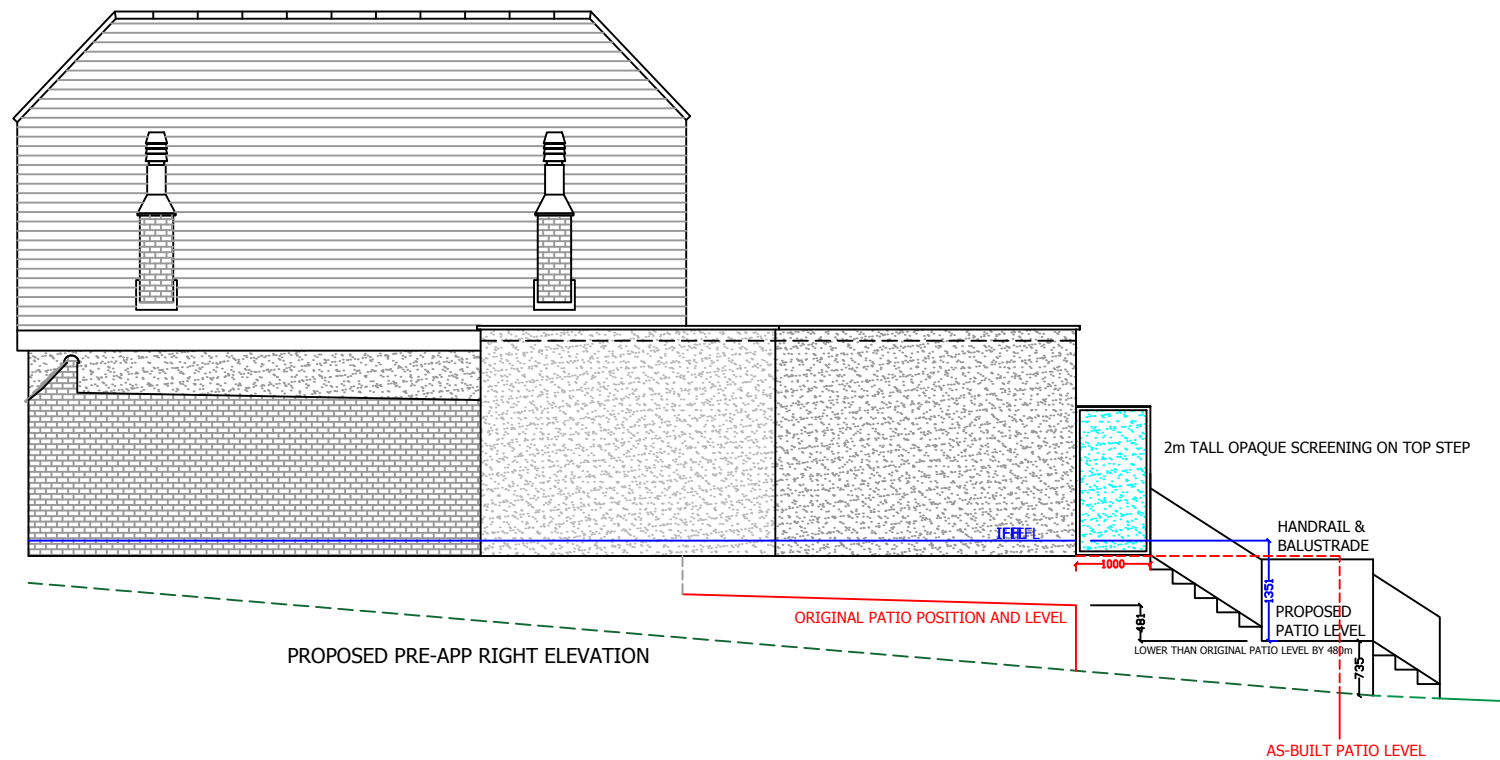 2m TALL OPAQUE SCREENING ON TOP STEP
HANDRAIL &
BALUSTRADE
1000
1351
ORIGINAL PATIO POSITION AND LEVEL
481
PROPOSED
PATIO LEVEL
LOWER THAN ORIGINAL PATIO LEVEL BY 480m
735
PROPOSED PRE-APP RIGHT ELEVATION
AS-BUILT PATIO LEVEL